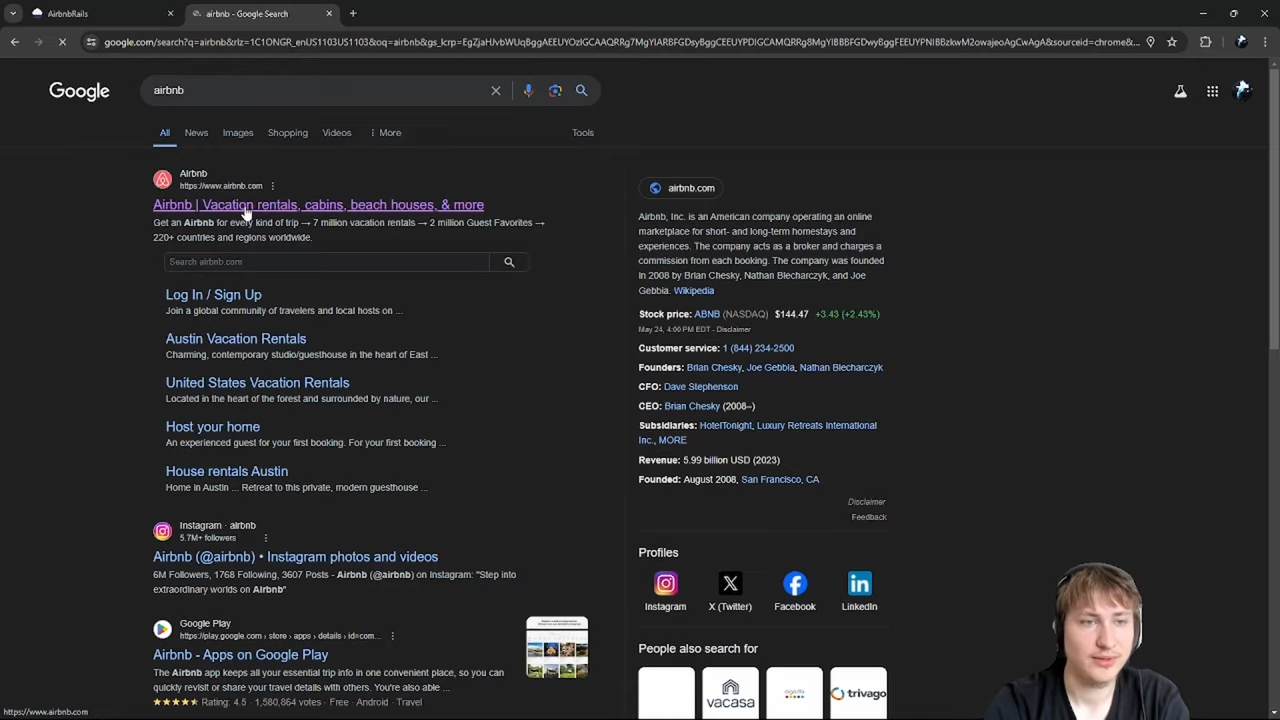 AirbnbRails
airbnb - Google Search
google.com/search?q=airbnb&rlz=1C1ONGR_enUS1103US1103&oq=airbnb&gs_lcrp=
Google
airbnb
All
News
Images
Shopping
Videos
More
Tools
Airbnb
https://www.airbnb.com
Airbnb | Vacation rentals, cabins, beach houses, & more
Get an Airbnb for every kind of trip → 7 million vacation rentals → 2 million Guest Favorites →
220+ countries and regions worldwide.
Search airbnb.com
Log In / Sign Up
Join a global community of travelers and local hosts on ...
Austin Vacation Rentals
Charming, contemporary studio/guesthouse in the heart of East ...
United States Vacation Rentals
Located in the heart of the forest and surrounded by nature, our ...
Host your home
An experienced guest for your first booking. For your first booking ...
House rentals Austin
Home in Austin ... Retreat to this private, modern guesthouse ...
Instagram · airbnb
5.7M+ followers
Airbnb (@airbnb) • Instagram photos and videos
6M Followers, 1768 Following, 3607 Posts - Airbnb (@airbnb) on Instagram: "Step into
extraordinary worlds on Airbnb"
Google Play
https://play.google.com › store › apps › details › id=com...
Airbnb - Apps on Google Play
The Airbnb app keeps all your essential trip info in one convenient place, so you can
quickly revisit or share your travel details with others. You're also able ...
Rating: 4.5 · 1,580,864 votes · Free · Android · Travel
https://www.airbnb.com
airbnb.com
Airbnb, Inc. is an American company operating an online
marketplace for short- and long-term homestays and
experiences. The company acts as a broker and charges a
commission from each booking. The company was founded
in 2008 by Brian Chesky, Nathan Blecharczyk, and Joe
Gebbia. Wikipedia
Stock price: ABNB (NASDAQ) $144.47 +3.43 (+2.43%)
May 24, 4:00 PM EDT - Disclaimer
Customer service: 1 (844) 234-2500
Founders: Brian Chesky, Joe Gebbia, Nathan Blecharczyk
CFO: Dave Stephenson
CEO: Brian Chesky (2008–)
Subsidiaries: HotelTonight, Luxury Retreats International
Inc., MORE
Revenue: 5.99 billion USD (2023)
Founded: August 2008, San Francisco, CA
Disclaimer
Feedback
Profiles
Instagram
X (Twitter)
Facebook
LinkedIn
People also search for
vacasa
agoda
trivago